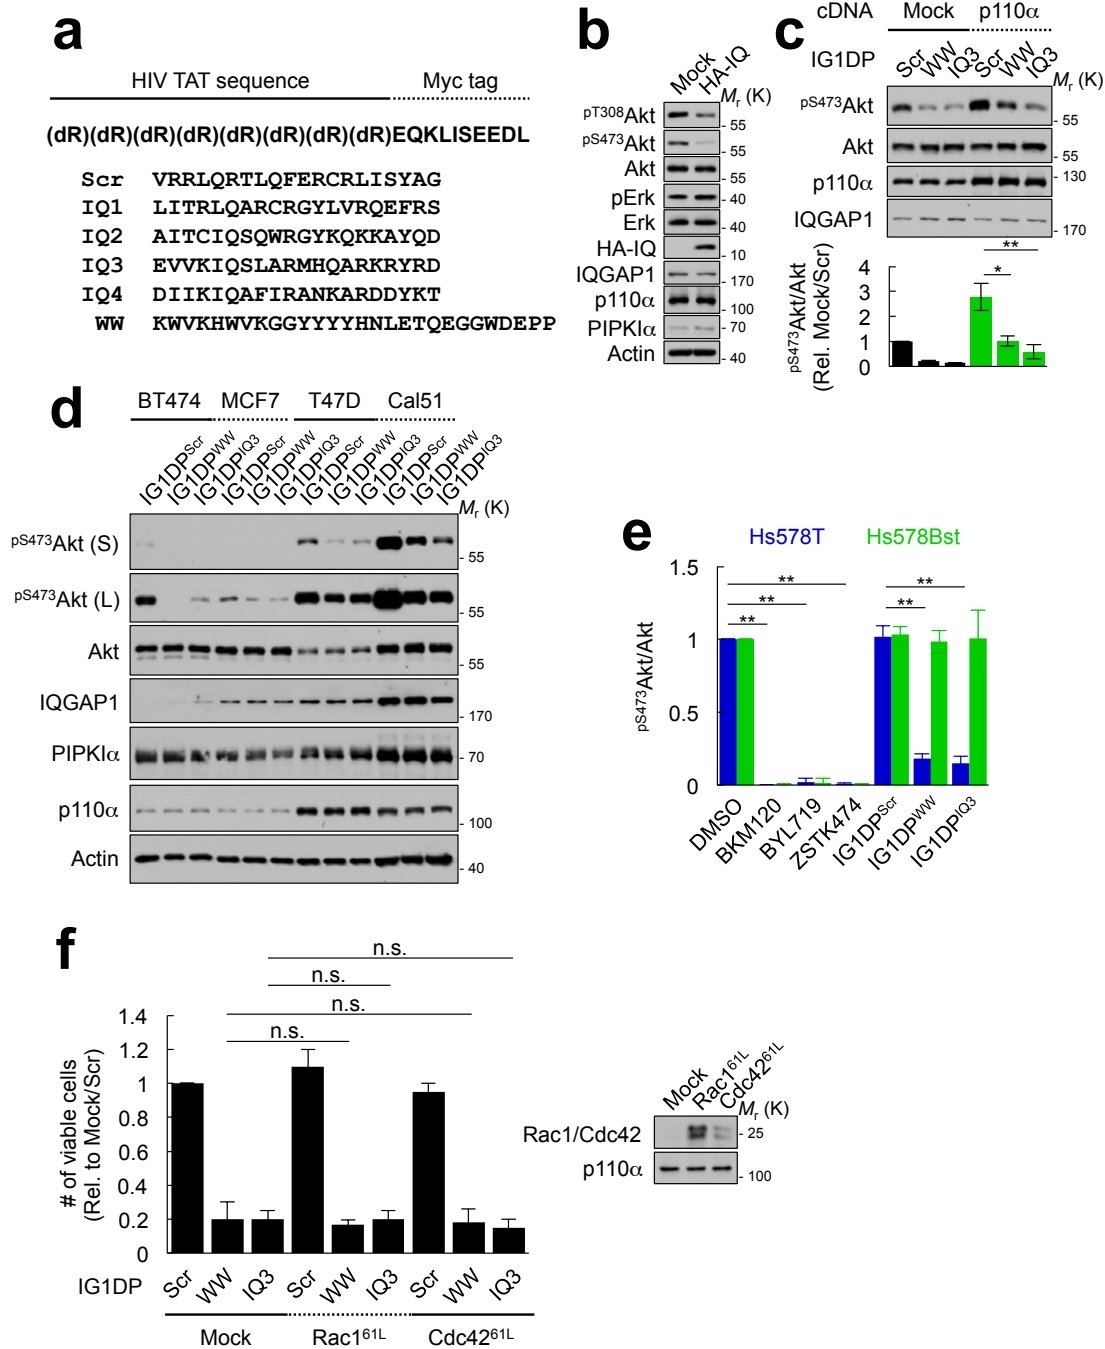 a
HIV TAT sequence Myc tag
(dR)(dR)(dR)(dR)(dR)(dR)(dR)(dR)EQKLISEEDL
Scr VRRLQRTLQFERCRLISYAG
IQ1 LITRLQARCRGYLVRQEFRS
IQ2 AITCIQSQWRGYKQKKAYQD
IQ3 EVVKIQSLARMHQARKRYRD
IQ4 DIIKIQAFIRANKARDDYKT
WW KWVKHWVKGGYYYYHNLETQEGGWDEPP
b
Mock HA-IQ
Mr (K)
pT308Akt - 55
pS473Akt - 55
Akt - 55
pErk - 40
Erk - 40
HA-IQ - 10
IQGAP1 - 170
p110α - 100
PIPKIα - 70
Actin - 40
c
cDNA Mock p110α
IG1DP Scr WW IQ3 Scr WW IQ3
Mr (K)
pS473Akt - 55
Akt - 55
p110α - 130
IQGAP1 - 170
**
*
pS473Akt/Akt
(Rel. Mock/Scr)
4
3
2
1
0
d
BT474 MCF7 T47D Cal51
IG1DPScr IG1DPWW IG1DPIQ3 IG1DPScr IG1DPWW IG1DPIQ3 IG1DPScr IG1DPWW IG1DPIQ3 IG1DPScr IG1DPWW IG1DPIQ3
Mr (K)
pS473Akt (S) - 55
pS473Akt (L) - 55
Akt - 55
IQGAP1 - 170
PIPKIα - 70
p110α - 100
Actin - 40
e
Hs578T Hs578Bst
pS473Akt/Akt
1.5
1
0.5
0
** **
** **
**
DMSO BKM120 BYL719 ZSTK474 IG1DPScr IG1DPWW IG1DPIQ3
f
n.s.
n.s.
n.s.
n.s.
# of viable cells
(Rel. to Mock/Scr)
1.4
1.2
1
0.8
0.6
0.4
0.2
0
IG1DP Scr WW IQ3 Scr WW IQ3 Scr WW IQ3
Mock Rac161L Cdc4261L
Mock Rac161L Cdc4261L
Mr (K)
Rac1/Cdc42 - 25
p110α - 100